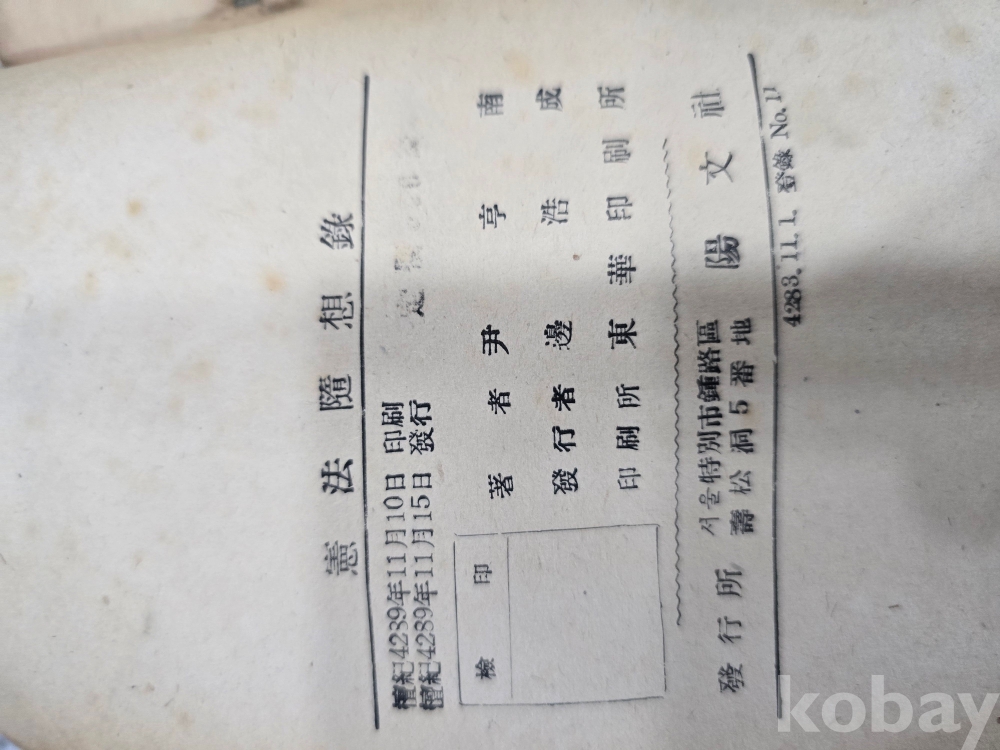 憲法隨想錄
檀紀4289年11月10日 印刷
檀紀4289年11月15日 發行
定
檢印
著者 尹亨南
發行者 邊浩成
印刷所 東華印刷所
發行所 서울特別市鍾路區
壽松洞5番地
陽文社
4283.11.1. 登錄 No.
kobay